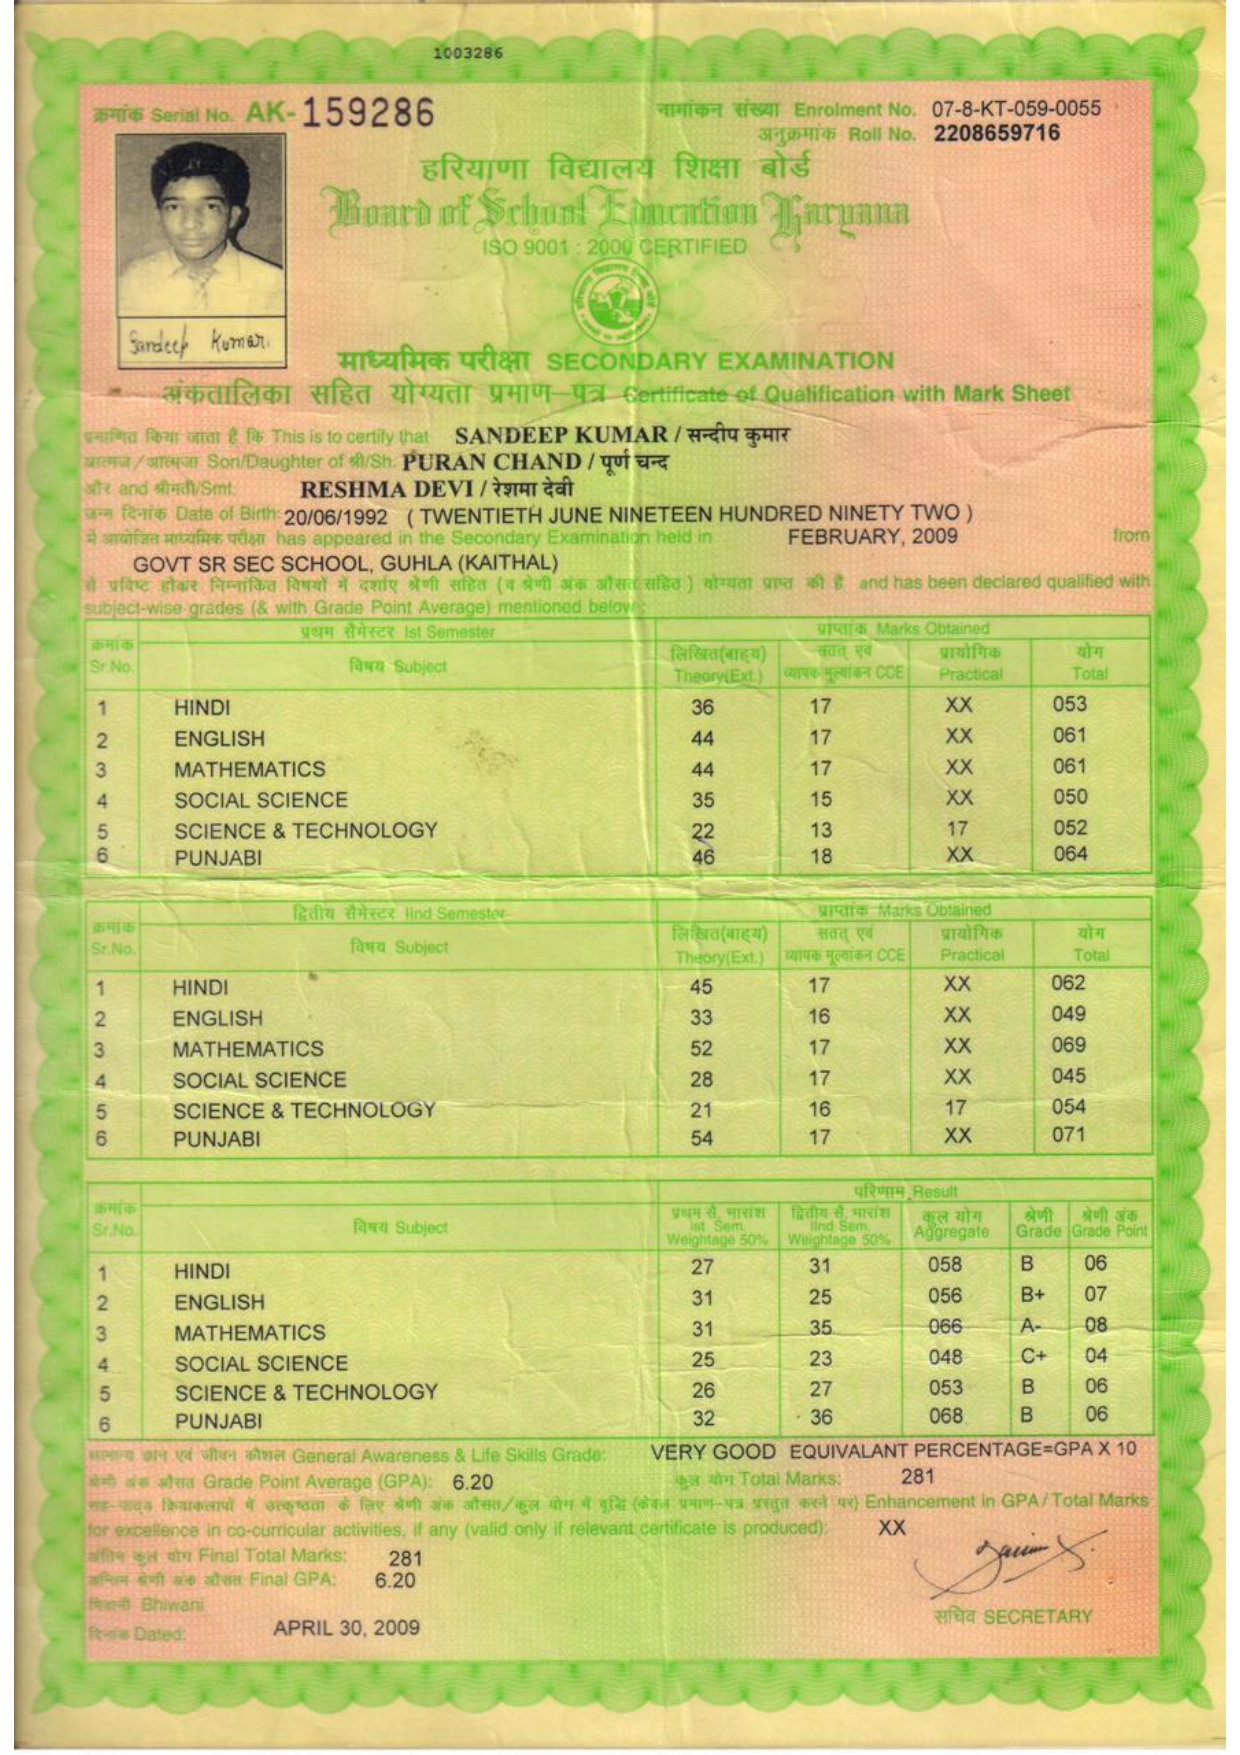 1003286
क्रमांक Serial No. AK-159286
नामांकन संख्या Enrolment No. 07-8-KT-059-0055
अनुक्रमांक Roll No. 2208659716
हरियाणा विद्यालय शिक्षा बोर्ड
Board of School Education Haryana
ISO 9001 : 2000 CERTIFIED
Sandeep Kumar.
माध्यमिक परीक्षा SECONDARY EXAMINATION
अंकतालिका सहित योग्यता प्रमाण–पत्र Certificate of Qualification with Mark Sheet
प्रमाणित किया जाता है कि This is to certify that SANDEEP KUMAR / सन्दीप कुमार
आत्मज/आत्मजा Son/Daughter of श्री/Sh. PURAN CHAND / पूर्ण चन्द
और and श्रीमती/Smt. RESHMA DEVI / रेशमा देवी
जन्म दिनांक Date of Birth: 20/06/1992 ( TWENTIETH JUNE NINETEEN HUNDRED NINETY TWO )
में आयोजित माध्यमिक परीक्षा has appeared in the Secondary Examination held in FEBRUARY, 2009 from
GOVT SR SEC SCHOOL, GUHLA (KAITHAL)
से प्रविष्ट होकर निम्नांकित विषयों में दर्शाए श्रेणी सहित (व श्रेणी अंक औसत सहित ) योग्यता प्राप्त की है and has been declared qualified with
subject-wise grades (& with Grade Point Average) mentioned below :
क्रमांक Sr.No. प्रथम सैमेस्टर Ist Semester प्राप्तांक Marks Obtained
विषय Subject लिखित(बाह्य) Theory(Ext.) सतत् एवं व्यापक मूल्यांकन CCE प्रायोगिक Practical योग Total
1 HINDI 36 17 XX 053
2 ENGLISH 44 17 XX 061
3 MATHEMATICS 44 17 XX 061
4 SOCIAL SCIENCE 35 15 XX 050
5 SCIENCE & TECHNOLOGY 22 13 17 052
6 PUNJABI 46 18 XX 064
क्रमांक Sr.No. द्वितीय सैमेस्टर IInd Semester प्राप्तांक Marks Obtained
विषय Subject लिखित(बाह्य) Theory(Ext.) सतत् एवं व्यापक मूल्यांकन CCE प्रायोगिक Practical योग Total
1 HINDI 45 17 XX 062
2 ENGLISH 33 16 XX 049
3 MATHEMATICS 52 17 XX 069
4 SOCIAL SCIENCE 28 17 XX 045
5 SCIENCE & TECHNOLOGY 21 16 17 054
6 PUNJABI 54 17 XX 071
परिणाम Result
क्रमांक Sr.No. विषय Subject प्रथम सै. भारांश Ist Sem. Weightage 50% द्वितीय सै. भारांश IInd Sem. Weightage 50% कुल योग Aggregate श्रेणी Grade श्रेणी अंक Grade Point
1 HINDI 27 31 058 B 06
2 ENGLISH 31 25 056 B+ 07
3 MATHEMATICS 31 35 066 A- 08
4 SOCIAL SCIENCE 25 23 048 C+ 04
5 SCIENCE & TECHNOLOGY 26 27 053 B 06
6 PUNJABI 32 36 068 B 06
सामान्य ज्ञान एवं जीवन कौशल General Awareness & Life Skills Grade: VERY GOOD EQUIVALANT PERCENTAGE=GPA X 10
श्रेणी अंक औसत Grade Point Average (GPA): 6.20 कुल योग Total Marks: 281
सह-पाठ्य क्रियाकलापों में उत्कृष्ठता के लिए श्रेणी अंक औसत/कुल योग में वृद्धि (केवल प्रमाण–पत्र प्रस्तुत करने पर) Enhancement in GPA/Total Marks
for excellence in co-curricular activities, if any (valid only if relevant certificate is produced): XX
अंतिम कुल योग Final Total Marks: 281
अन्तिम श्रेणी अंक औसत Final GPA: 6.20
भिवानी Bhiwani
दिनांक Dated: APRIL 30, 2009
सचिव SECRETARY